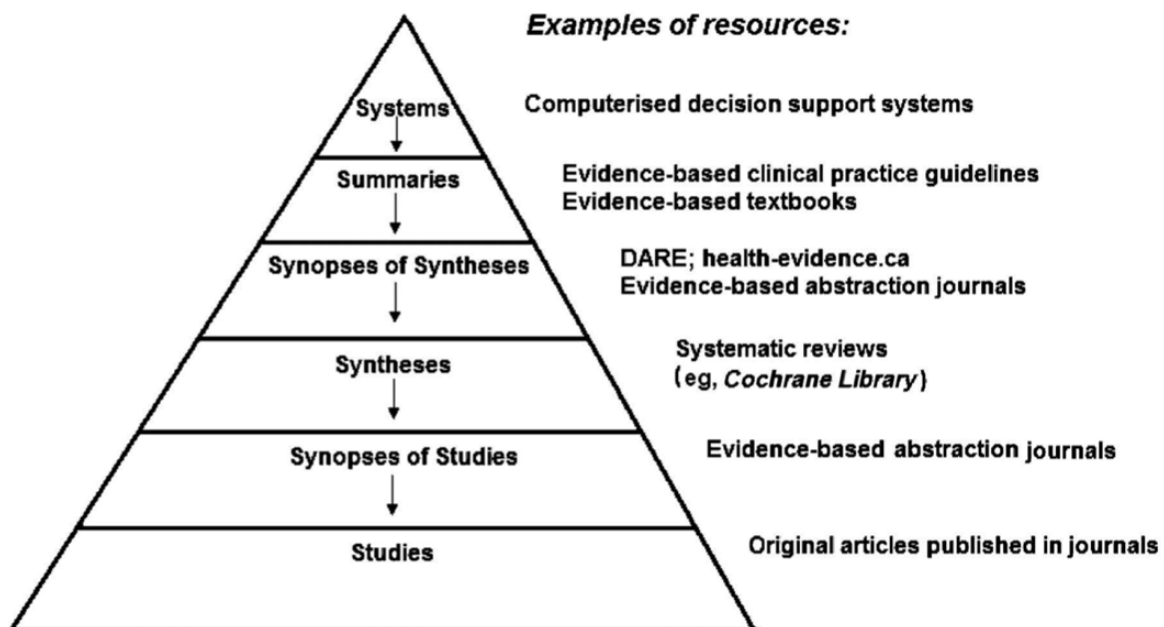 Examples of resources:
Systems
Computerised decision support systems
Summaries
Evidence-based clinical practice guidelines
Evidence-based textbooks
Synopses of Syntheses
DARE; health-evidence.ca
Evidence-based abstraction journals
Syntheses
Systematic reviews
(eg, Cochrane Library)
Synopses of Studies
Evidence-based abstraction journals
Studies
Original articles published in journals